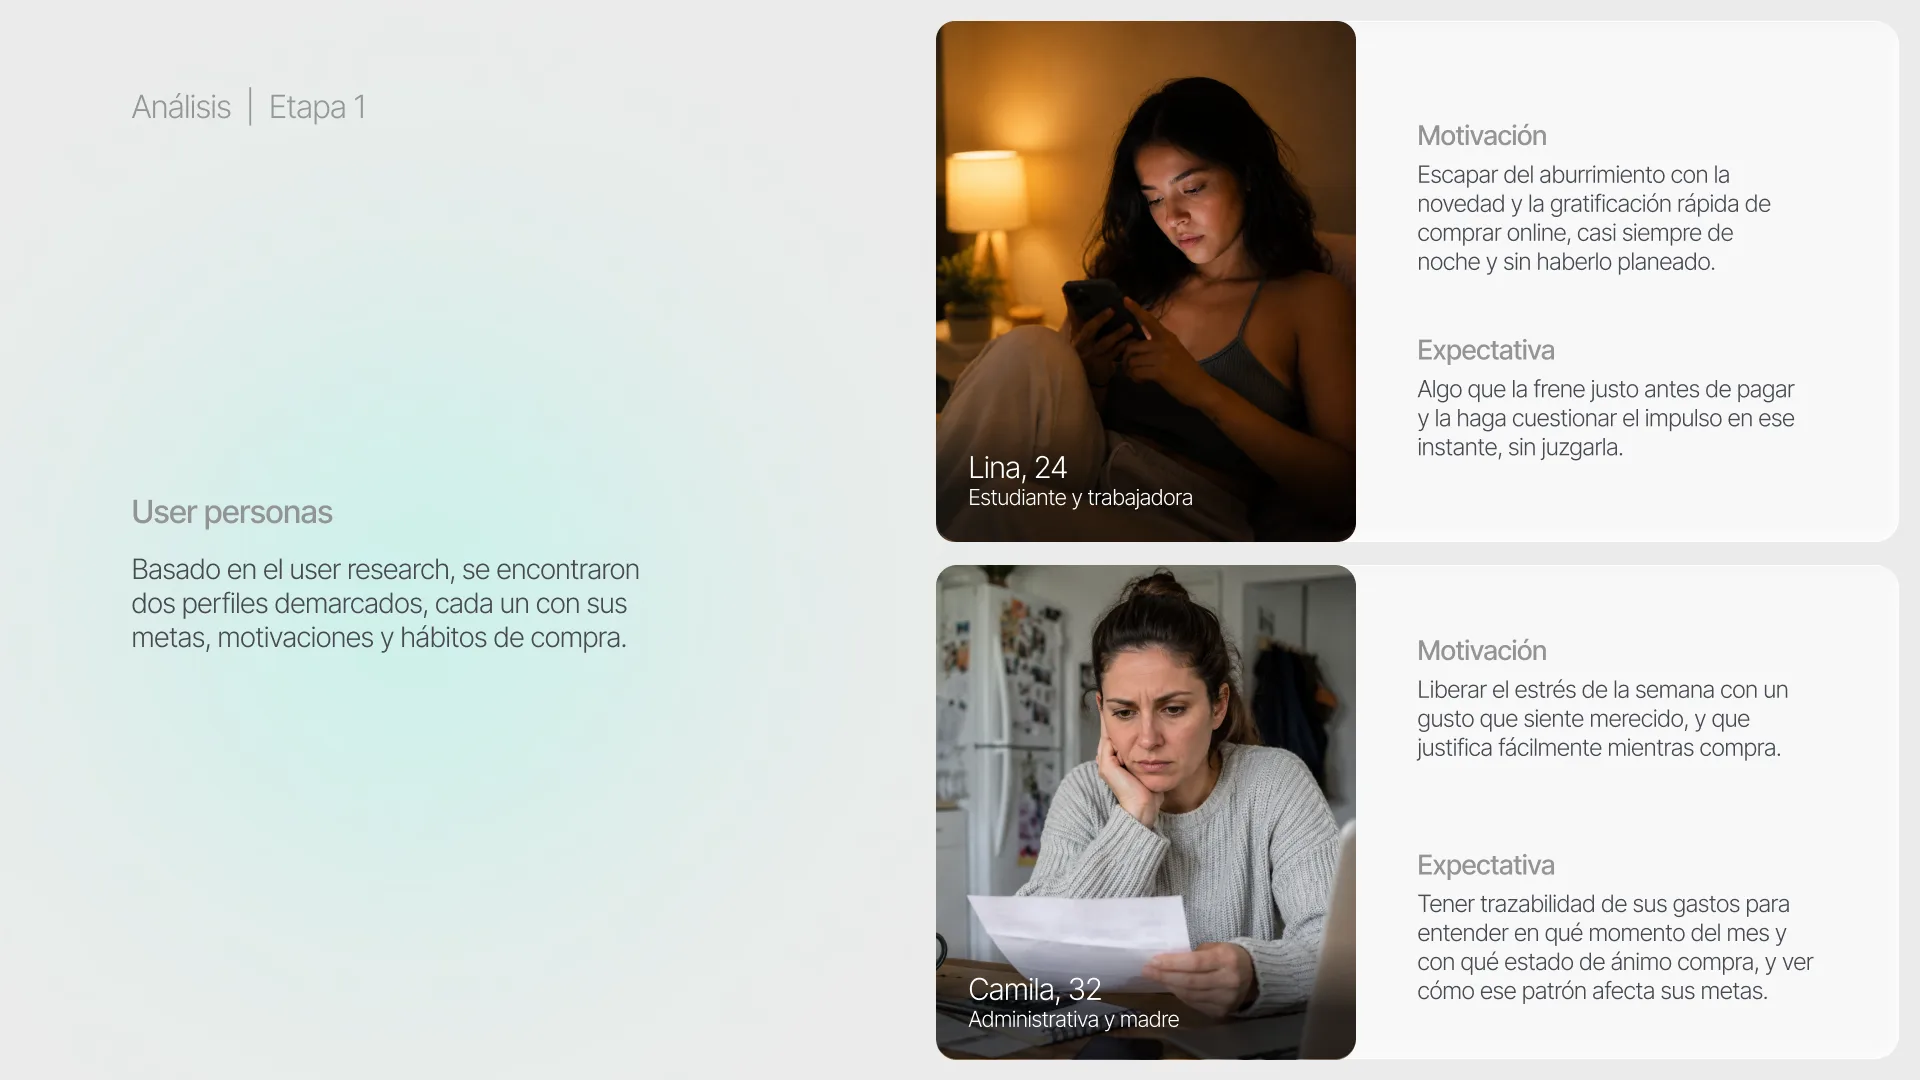 Análisis | Etapa 1
User personas
Basado en el user research, se encontraron
dos perfiles demarcados, cada un con sus
metas, motivaciones y hábitos de compra.
Lina, 24
Estudiante y trabajadora
Motivación
Escapar del aburrimiento con la
novedad y la gratificación rápida de
comprar online, casi siempre de
noche y sin haberlo planeado.
Expectativa
Algo que la frene justo antes de pagar
y la haga cuestionar el impulso en ese
instante, sin juzgarla.
Camila, 32
Administrativa y madre
Motivación
Liberar el estrés de la semana con un
gusto que siente merecido, y que
justifica fácilmente mientras compra.
Expectativa
Tener trazabilidad de sus gastos para
entender en qué momento del mes y
con qué estado de ánimo compra, y ver
cómo ese patrón afecta sus metas.